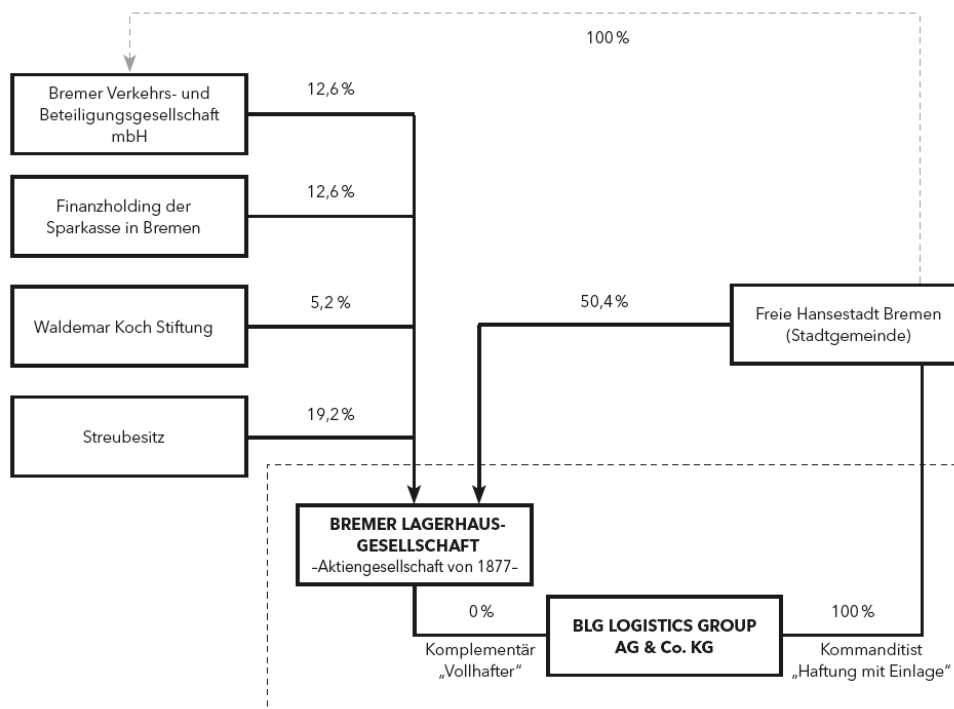 100 %
Bremer Verkehrs- und
Beteiligungsgesellschaft
mbH
12,6 %
Finanzholding der
Sparkasse in Bremen
12,6 %
Waldemar Koch Stiftung
5,2 %
50,4 %
Freie Hansestadt Bremen
(Stadtgemeinde)
Streubesitz
19,2 %
BREMER LAGERHAUS-
GESELLSCHAFT
–Aktiengesellschaft von 1877–
0 %
Komplementär
„Vollhafter“
BLG LOGISTICS GROUP
AG & Co. KG
100 %
Kommanditist
„Haftung mit Einlage“